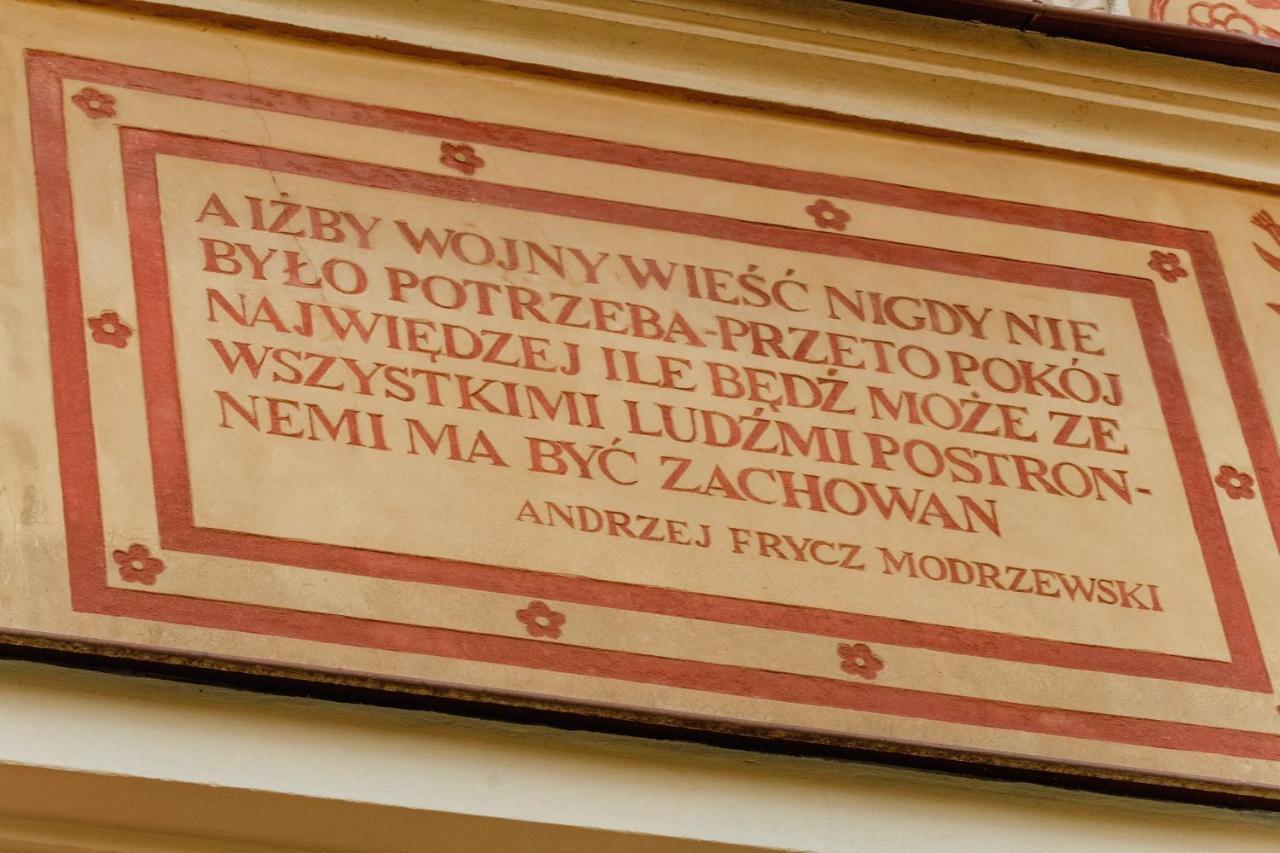 A IŻBY WOJNY WIEŚĆ NIGDY NIE
BYŁO POTRZEBA-PRZETO POKÓJ
NAJWIĘDZEJ ILE BĘDŹ MOŻE ZE
WSZYSTKIMI LUDŹMI POSTRON-
NEMI MA BYĆ ZACHOWAN
ANDRZEJ FRYCZ MODRZEWSKI